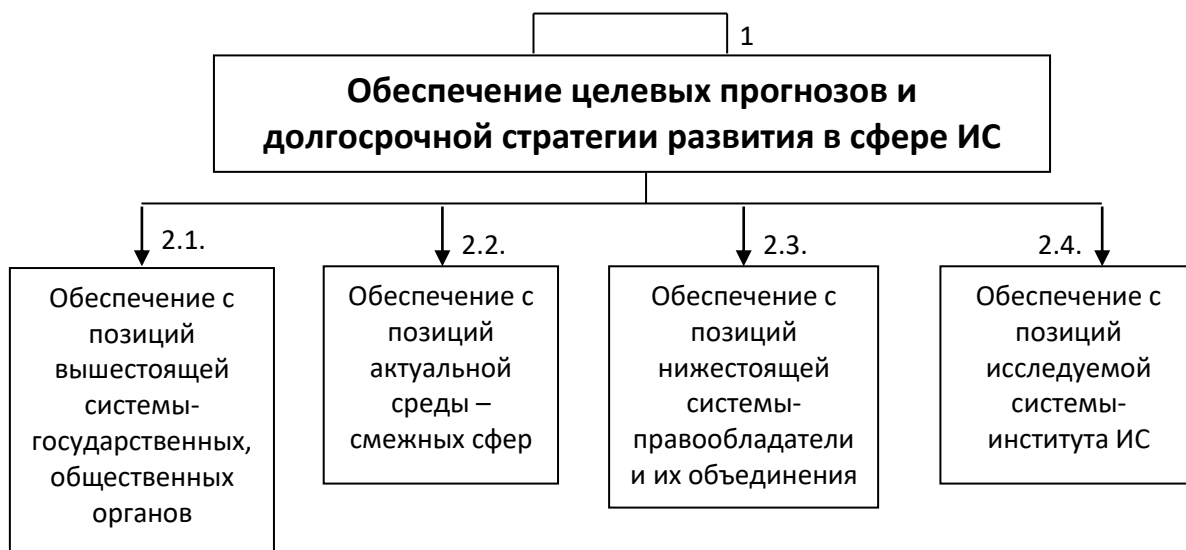 1
Обеспечение целевых прогнозов и
долгосрочной стратегии развития в сфере ИС
2.1.
Обеспечение с
позиций
вышестоящей
системы-
государственных,
общественных
органов
2.2.
Обеспечение с
позиций
актуальной
среды –
смежных сфер
2.3.
Обеспечение с
позиций
нижестоящей
системы-
правообладатели
и их объединения
2.4.
Обеспечение с
позиций
исследуемой
системы-
института ИС